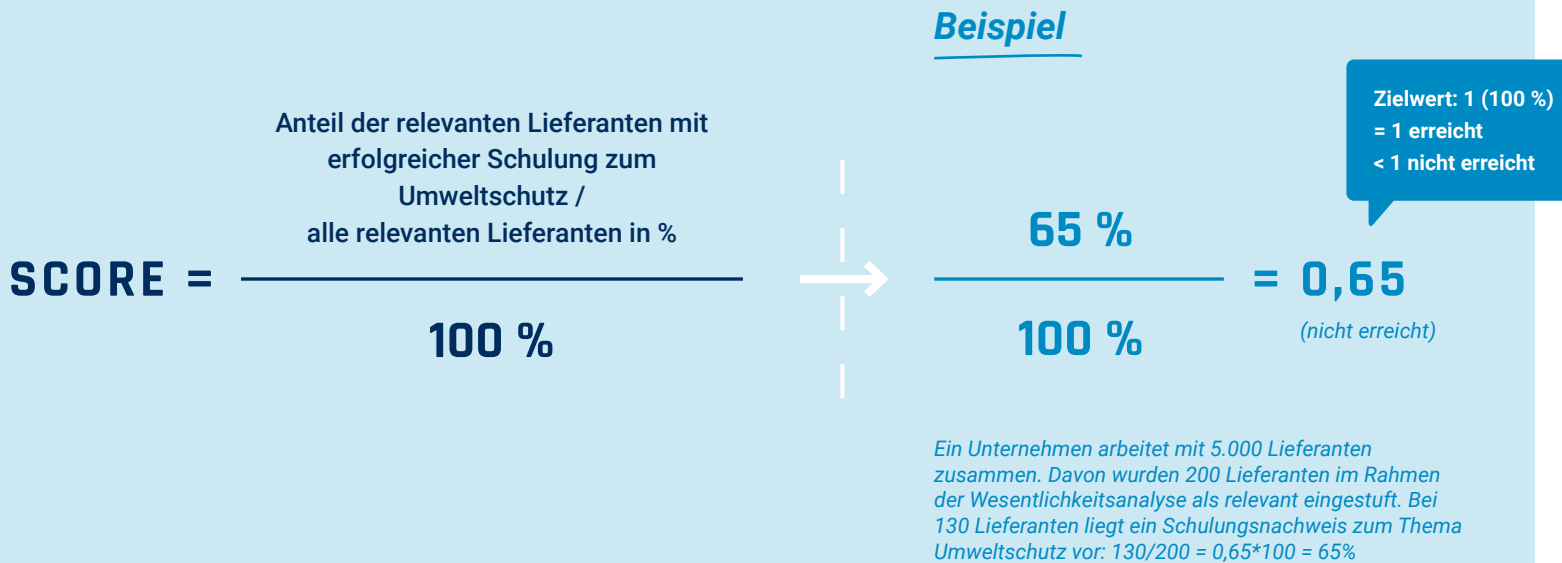 SCORE =
Anteil der relevanten Lieferanten mit
erfolgreicher Schulung zum
Umweltschutz /
alle relevanten Lieferanten in %
100 %
Beispiel
Zielwert: 1 (100 %)
= 1 erreicht
< 1 nicht erreicht
65 %
100 %
= 0,65
(nicht erreicht)
Ein Unternehmen arbeitet mit 5.000 Lieferanten
zusammen. Davon wurden 200 Lieferanten im Rahmen
der Wesentlichkeitsanalyse als relevant eingestuft. Bei
130 Lieferanten liegt ein Schulungsnachweis zum Thema
Umweltschutz vor: 130/200 = 0,65*100 = 65%